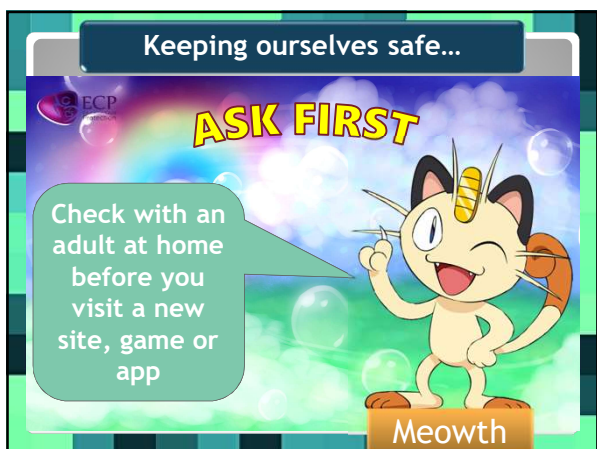 Keeping ourselves safe…
ECP
Protection
ASK FIRST
Check with an
adult at home
before you
visit a new
site, game or
app
Meowth